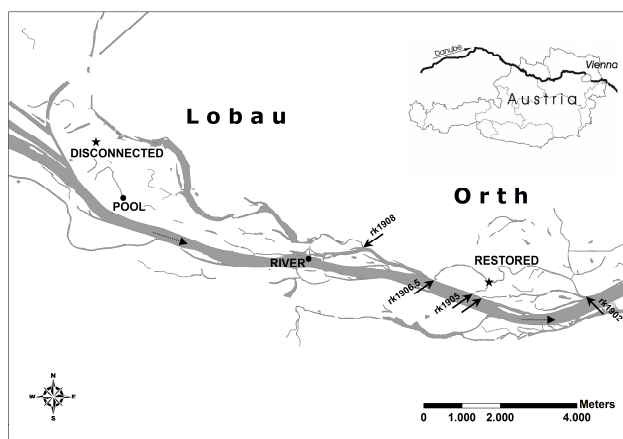 Danube
Vienna
Austria
Lobau
DISCONNECTED
POOL
Orth
rk1908
RIVER
RESTORED
rk1906,5
rk1905
rk1902
N
W E
S
Meters
0 1.000 2.000 4.000